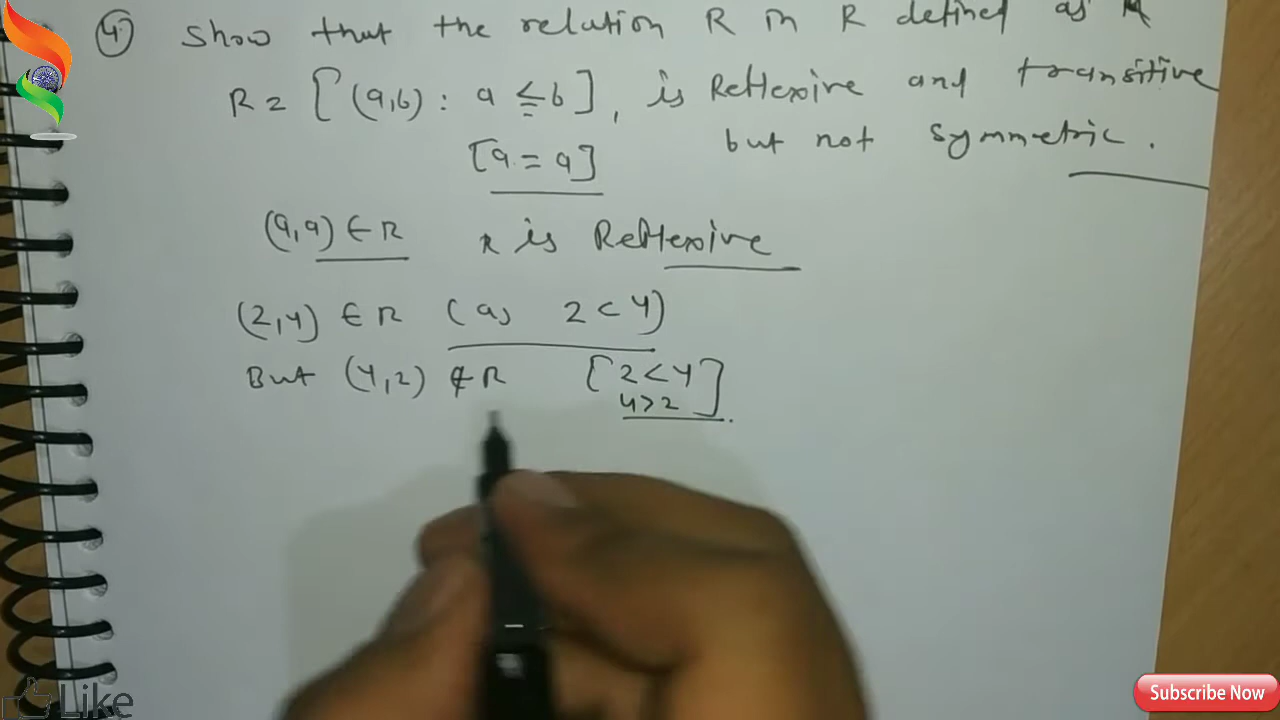 4) Show that the relation R in R defined as
R = [(a,b) : a ≤ b], is Reflexive and transitive
but not symmetric.
[a = a]
(a,a) ∈ R R is Reflexive
(2,4) ∈ R (as 2 < 4)
But (4,2) ∉ R [2 < 4
4 > 2].
Like
Subscribe Now